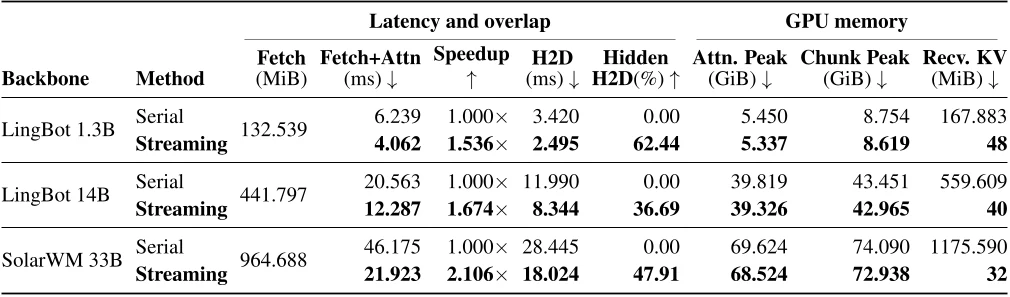 Latency and overlap GPU memory
Fetch Fetch+Attn Speedup H2D Hidden Attn. Peak Chunk Peak Recv. KV
Backbone Method (MiB) (ms) ↓ ↑ (ms) ↓ H2D(%) ↑ (GiB) ↓ (GiB) ↓ (MiB) ↓
LingBot 1.3B Serial 132.539 6.239 1.000× 3.420 0.00 5.450 8.754 167.883
Streaming 4.062 1.536× 2.495 62.44 5.337 8.619 48
LingBot 14B Serial 441.797 20.563 1.000× 11.990 0.00 39.819 43.451 559.609
Streaming 12.287 1.674× 8.344 36.69 39.326 42.965 40
SolarWM 33B Serial 964.688 46.175 1.000× 28.445 0.00 69.624 74.090 1175.590
Streaming 21.923 2.106× 18.024 47.91 68.524 72.938 32